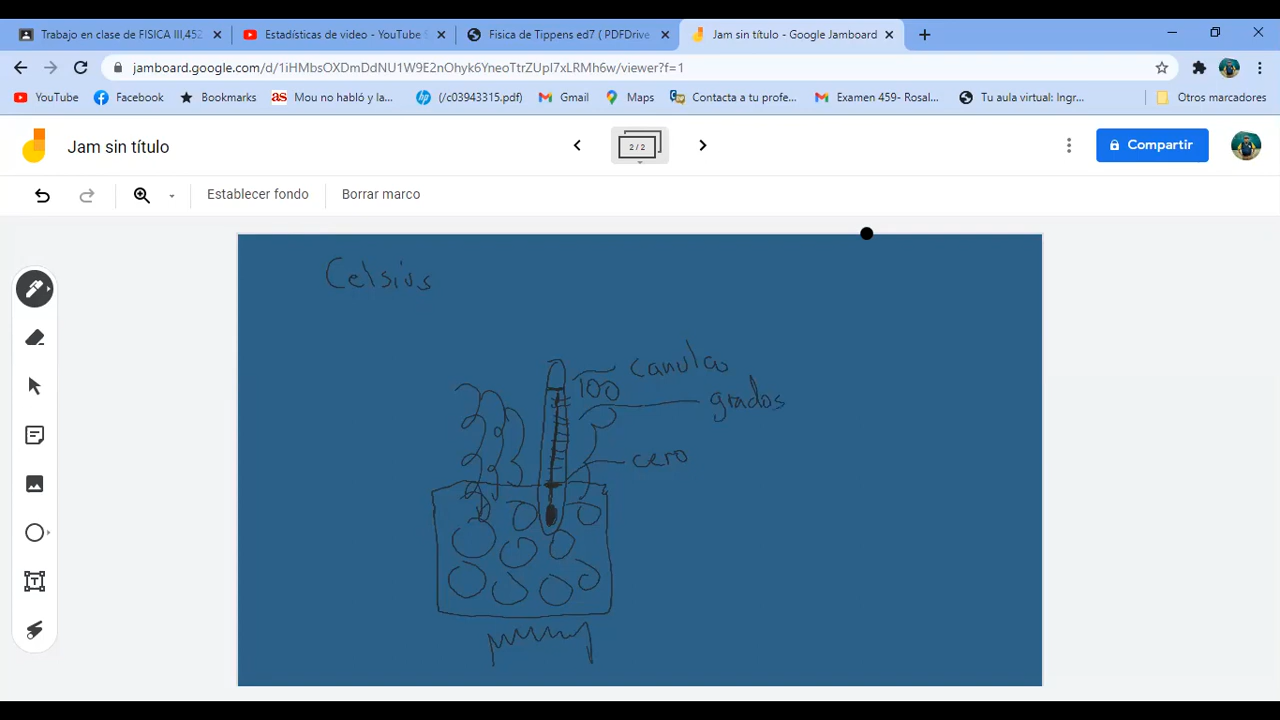 Trabajo en clase de FISICA III,452
Estadísticas de video - YouTube S
Fisica de Tippens ed7 ( PDFDrive
Jam sin título - Google Jamboard
jamboard.google.com/d/1iHMbsOXDmDdNU1W9E2nOhyk6YneoTtrZUpI7xLRMh6w/viewer?f=1
YouTube
Facebook
Bookmarks
as Mou no habló y la...
hp (/c03943315.pdf)
Gmail
Maps
Contacta a tu profe...
Examen 459- Rosal...
Tu aula virtual: Ingr...
Otros marcadores
Jam sin título
2 / 2
Compartir
Establecer fondo
Borrar marco
Celsius
canula
100
grados
cero